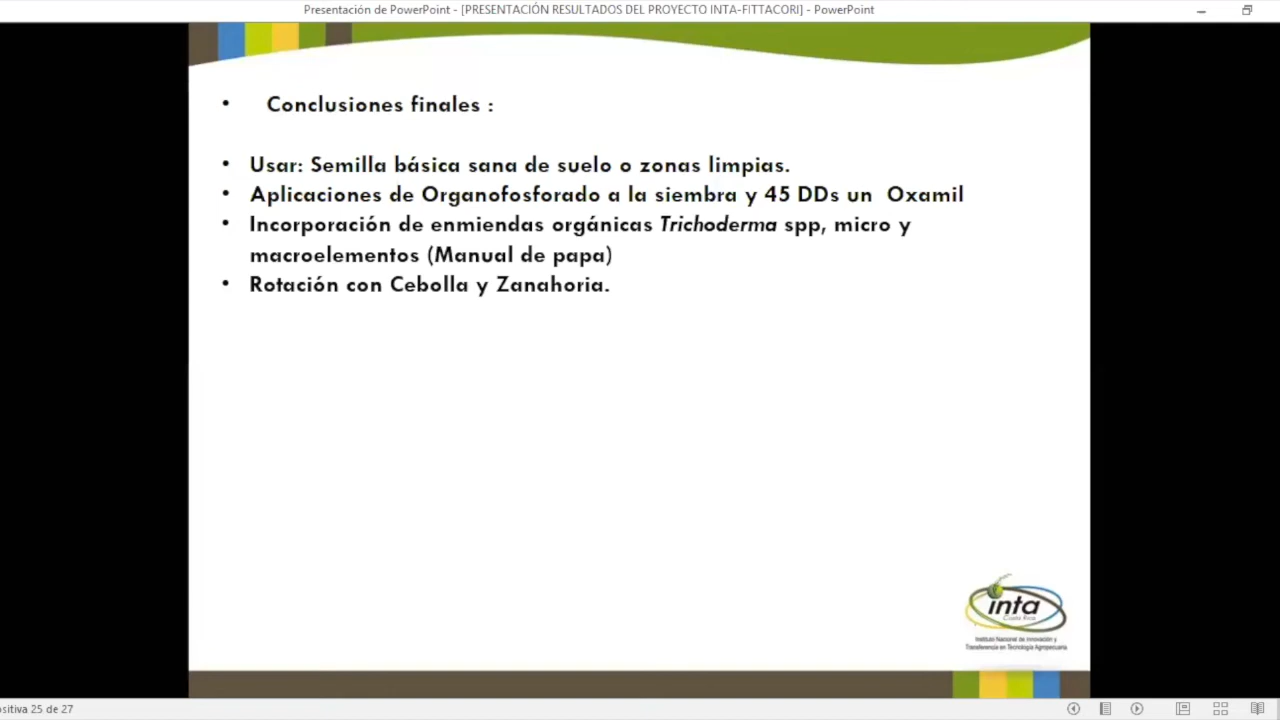 Presentación de PowerPoint - [PRESENTACIÓN RESULTADOS DEL PROYECTO INTA-FITTACORI] - PowerPoint
• Conclusiones finales :
• Usar: Semilla básica sana de suelo o zonas limpias.
• Aplicaciones de Organofosforado a la siembra y 45 DDs un Oxamil
• Incorporación de enmiendas orgánicas Trichoderma spp, micro y
macroelementos (Manual de papa)
• Rotación con Cebolla y Zanahoria.
inta
Costa Rica
Instituto Nacional de Innovación y
Transferencia en Tecnología Agropecuaria
ositiva 25 de 27